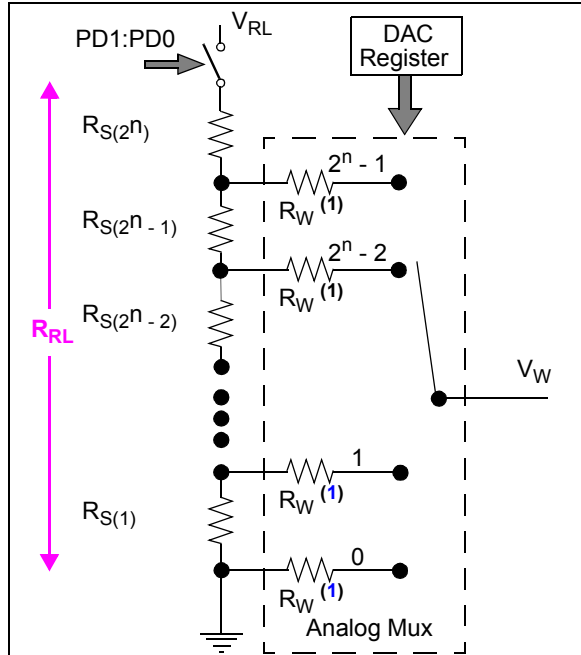 V_RL
PD1:PD0
DAC
Register
R_S(2^n)
2^n - 1
R_W (1)
R_S(2^n - 1)
2^n - 2
R_W (1)
R_S(2^n - 2)
R_RL
V_W
1
R_W (1)
R_S(1)
0
R_W (1)
Analog Mux